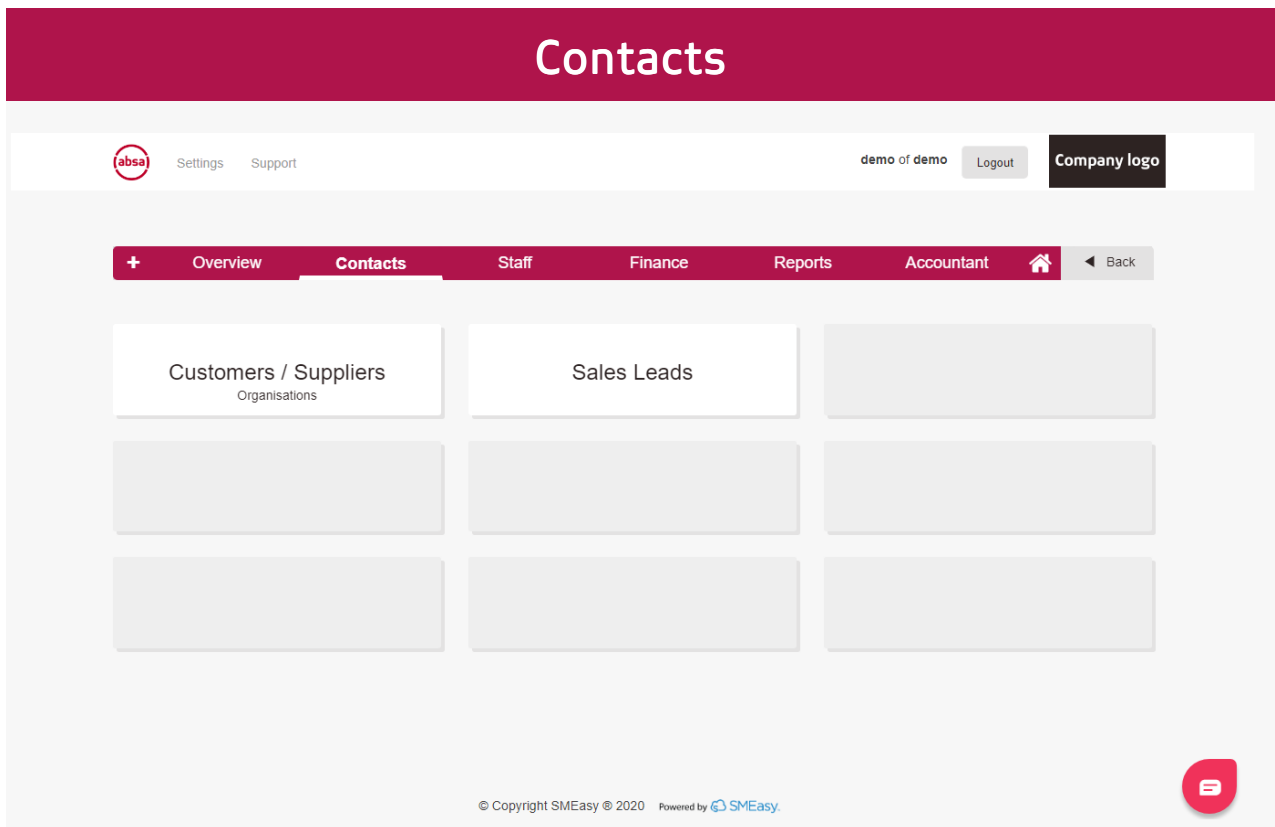 Contacts
(absa) Settings Support demo of demo Logout Company logo
+ Overview Contacts Staff Finance Reports Accountant ◀ Back
Customers / Suppliers Sales Leads
Organisations
© Copyright SMEasy ® 2020 Powered by SMEasy.